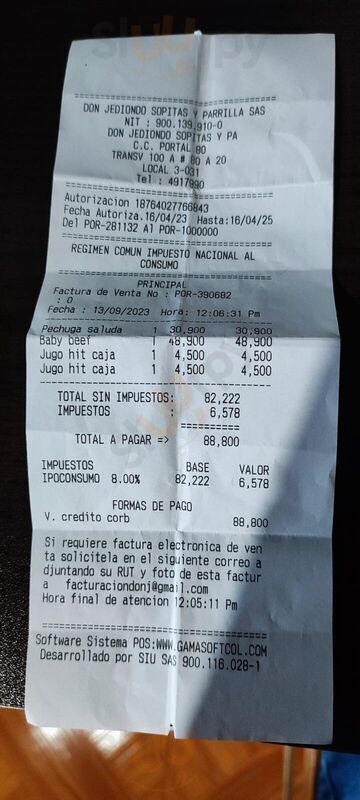 ==================================
DON JEDIONDO SOPITAS Y PARRILLA SAS
NIT : 900.139.910-0
DON JEDIONDO SOPITAS Y PA
C.C. PORTAL 80
TRANSV 100 A # 80 A 20
LOCAL 3-031
Tel : 4917990
==================================
Autorizacion 18764027766843
Fecha Autoriza.16/04/23 Hasta:16/04/25
Del POR-281132 Al POR-1000000
==================================
REGIMEN COMUN IMPUESTO NACIONAL AL
CONSUMO
==================================
PRINCIPAL
Factura de Venta No : POR-390682
: 0
Fecha : 13/09/2023 Hora: 12:06:31 Pm
----------------------------------
Pechuga saluda 1 30,900 30,900
Baby beef 1 48,900 48,900
Jugo hit caja 1 4,500 4,500
Jugo hit caja 1 4,500 4,500
----------------------------------
TOTAL SIN IMPUESTOS: 82,222
IMPUESTOS : 6,578
==========
TOTAL A PAGAR => 88,800
IMPUESTOS BASE VALOR
IPOCONSUMO 8.00% 82,222 6,578
FORMAS DE PAGO
V. credito corb 88,800
Si requiere factura electronica de ven
ta solicitela en el siguiente correo a
djuntando su RUT y foto de esta factur
a facturaciondonj@gmail.com
Hora final de atencion 12:05:11 Pm
==================================
Software Sistema POS:WWW.GAMASOFTCOL.COM
Desarrollado por SIU SAS 900.116.028-1